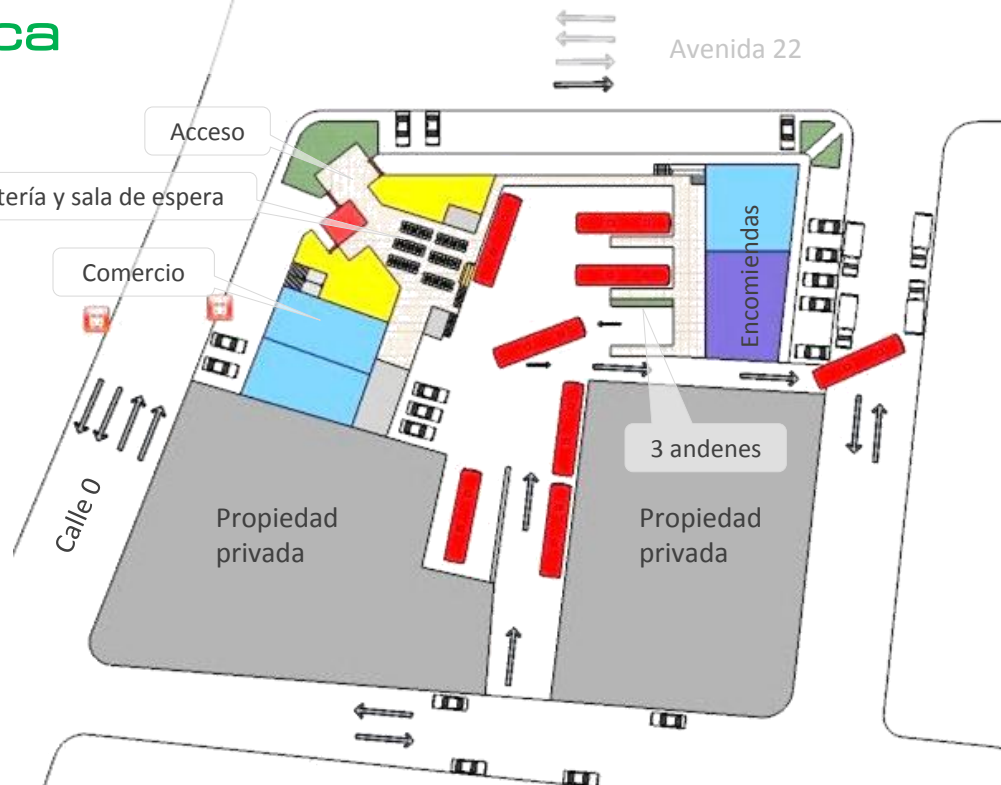 ca
Avenida 22
Acceso
tería y sala de espera
Comercio
Encomiendas
3 andenes
Calle 0
Propiedad
privada
Propiedad
privada